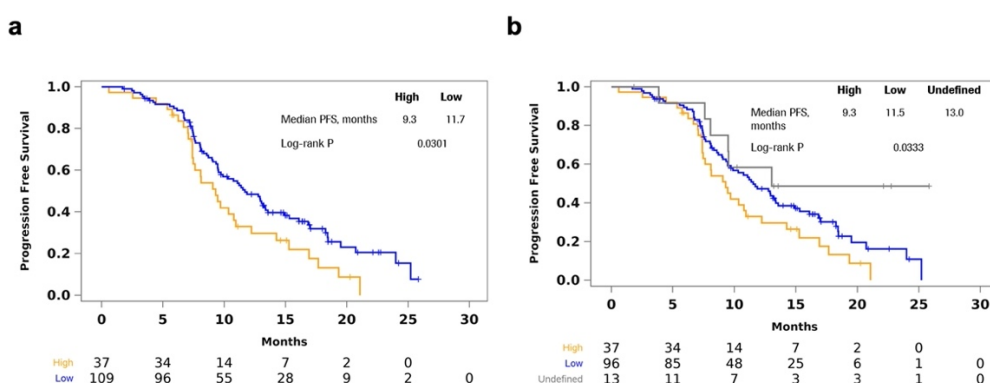 a
High Low
Median PFS, months 9.3 11.7
Log-rank P 0.0301
Progression Free Survival
1.0
0.8
0.6
0.4
0.2
0.0
0 5 10 15 20 25 30
Months
High 37 34 14 7 2 0
Low 109 96 55 28 9 2 0
b
High Low Undefined
Median PFS, 9.3 11.5 13.0
months
Log-rank P 0.0333
Progression Free Survival
1.0
0.8
0.6
0.4
0.2
0.0
0 5 10 15 20 25 30
Months
High 37 34 14 7 2 0
Low 96 85 48 25 6 1 0
Undefined 13 11 7 3 3 1 0